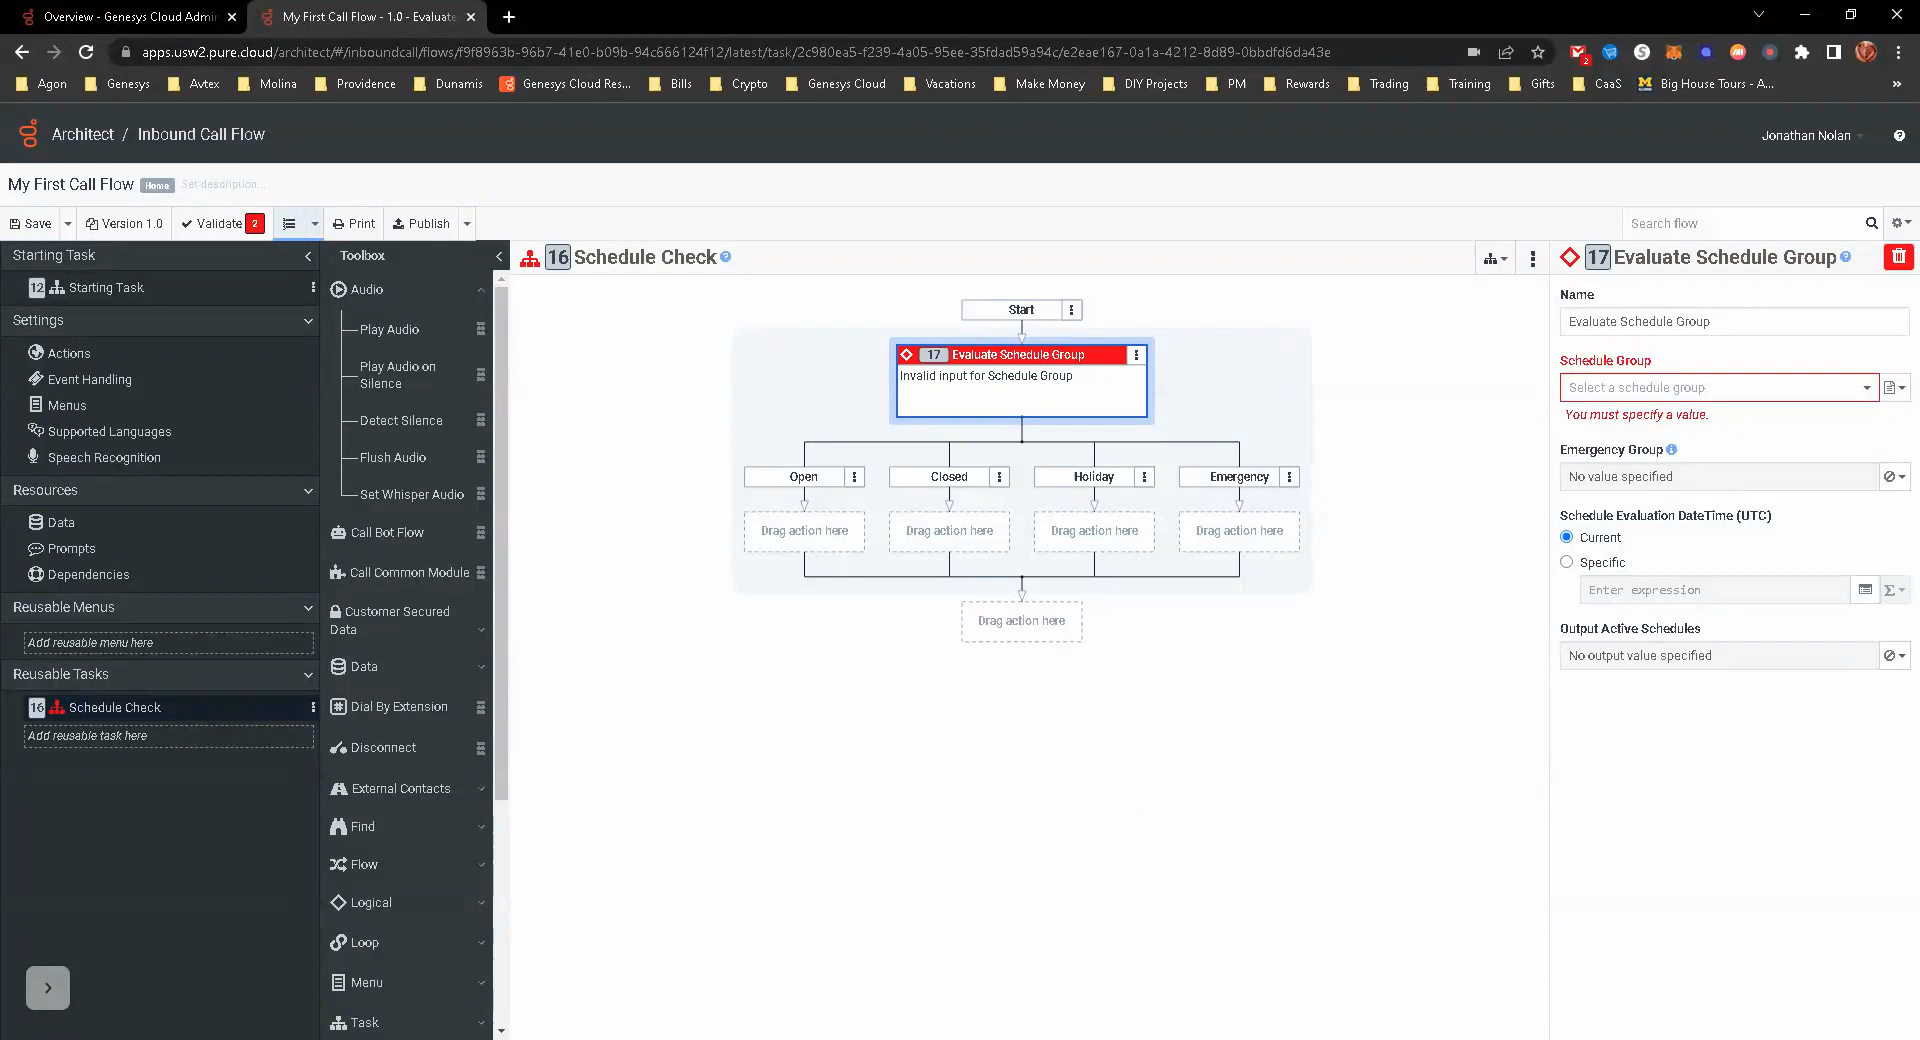 Overview - Genesys Cloud Admin
My First Call Flow - 1.0 - Evaluate
apps.usw2.pure.cloud/architect/#/inboundcall/flows/f9f8963b-96b7-41e0-b09b-94c666124f12/latest/task/2c980ea5-f239-4a05-95ee-35fdad59a94c/e2eae167-0a1a-4212-8d89-0bbdfd6da43e
2
Agon
Genesys
Avtex
Molina
Providence
Dunamis
Genesys Cloud Res...
Bills
Crypto
Genesys Cloud
Vacations
Make Money
DIY Projects
PM
Rewards
Trading
Training
Gifts
CaaS
Big House Tours - A...
Architect / Inbound Call Flow
Jonathan Nolan
My First Call Flow Home Set description...
Save
Version 1.0
Validate 2
Print
Publish
Search flow
Starting Task
12 Starting Task
Settings
Actions
Event Handling
Menus
Supported Languages
Speech Recognition
Resources
Data
Prompts
Dependencies
Reusable Menus
Add reusable menu here
Reusable Tasks
16 Schedule Check
Add reusable task here
Toolbox
Audio
Play Audio
Play Audio on
Silence
Detect Silence
Flush Audio
Set Whisper Audio
Call Bot Flow
Call Common Module
Customer Secured
Data
Data
Dial By Extension
Disconnect
External Contacts
Find
Flow
Logical
Loop
Menu
Task
16 Schedule Check
Start
17 Evaluate Schedule Group
Invalid input for Schedule Group
Open
Closed
Holiday
Emergency
Drag action here
Drag action here
Drag action here
Drag action here
Drag action here
17 Evaluate Schedule Group
Name
Evaluate Schedule Group
Schedule Group
Select a schedule group
You must specify a value.
Emergency Group
No value specified
Schedule Evaluation DateTime (UTC)
Current
Specific
Enter expression
Output Active Schedules
No output value specified